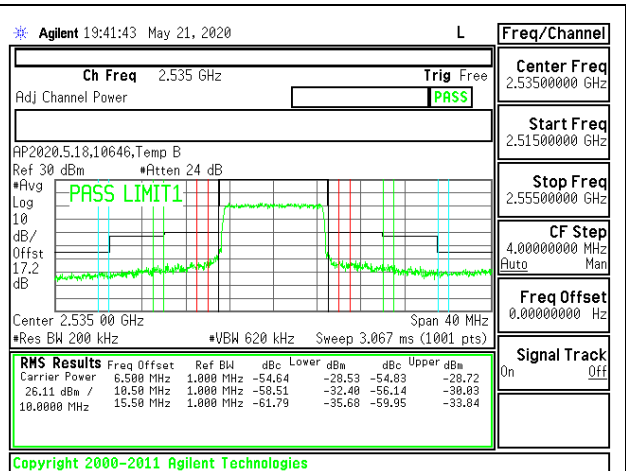 Agilent 19:41:43 May 21, 2020 L
Freq/Channel
Ch Freq 2.535 GHz Trig Free
Adj Channel Power PASS
Center Freq
2.53500000 GHz
Start Freq
2.51500000 GHz
Stop Freq
2.55500000 GHz
CF Step
4.00000000 MHz
Auto Man
Freq Offset
0.00000000 Hz
Signal Track
On Off
AP2020.5.18,10646,Temp B
Ref 30 dBm #Atten 24 dB
#Avg
Log
10
dB/
Offst
17.2
dB
PASS LIMIT1
Center 2.535 00 GHz Span 40 MHz
#Res BW 200 kHz #VBW 620 kHz Sweep 3.067 ms (1001 pts)
RMS Results Freq Offset Ref BW dBc Lower dBm dBc Upper dBm
Carrier Power 6.500 MHz 1.000 MHz -54.64 -28.53 -54.83 -28.72
26.11 dBm / 10.50 MHz 1.000 MHz -58.51 -32.40 -56.14 -30.03
10.0000 MHz 15.50 MHz 1.000 MHz -61.79 -35.68 -59.95 -33.84
Copyright 2000-2011 Agilent Technologies